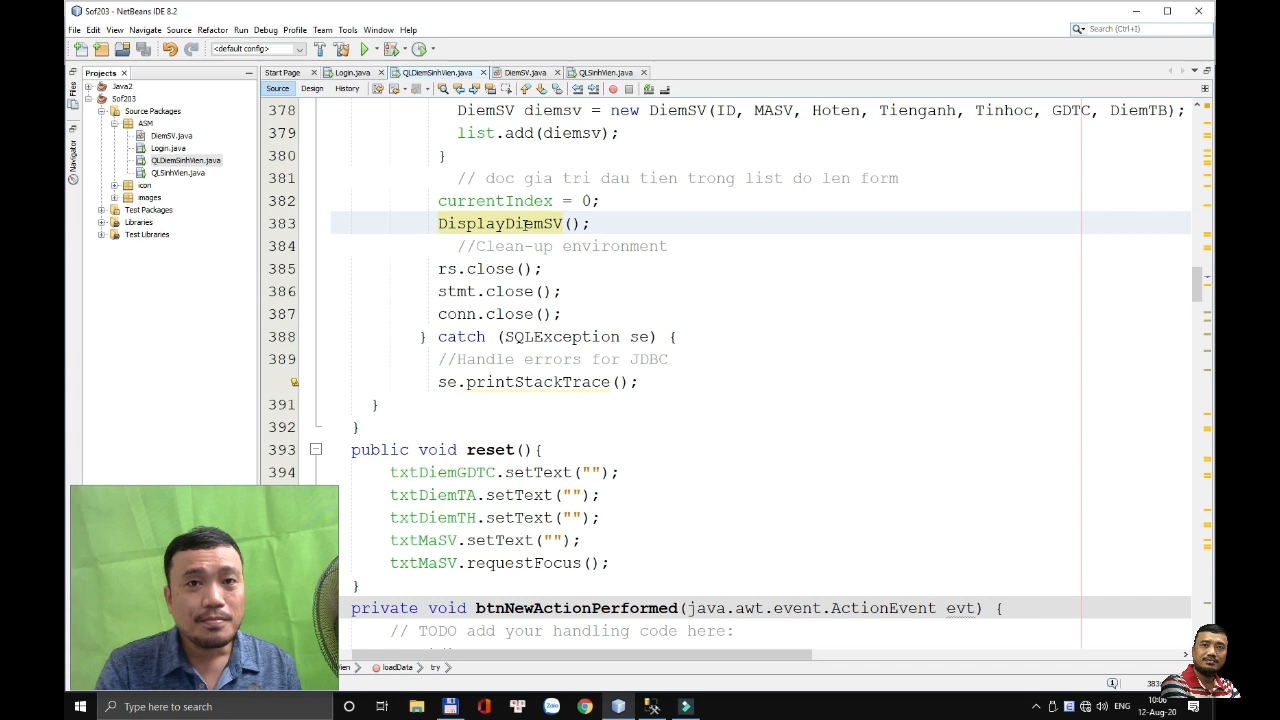 Sof203 - NetBeans IDE 8.2
File Edit View Navigate Source Refactor Run Debug Profile Team Tools Window Help
Search (Ctrl+I)
<default config>
Projects
Start Page
Login.java
QLDiemSinhVien.java
DiemSV.java
QLSinhVien.java
Source Design History
Files
Navigator
Java2
Sof203
Source Packages
ASM
DiemSV.java
Login.java
QLDiemSinhVien.java
QLSinhVien.java
icon
images
Test Packages
Libraries
Test Libraries
378 DiemSV diemsv = new DiemSV(ID, MASV, Hoten, Tienganh, Tinhoc, GDTC, DiemTB);
379 list.add(diemsv);
380 }
381 // doc gia tri dau tien trong list do len form
382 currentIndex = 0;
383 DisplayDiemSV();
384 //Clean-up environment
385 rs.close();
386 stmt.close();
387 conn.close();
388 } catch (SQLException se) {
389 //Handle errors for JDBC
se.printStackTrace();
391 }
392 }
393 public void reset(){
394 txtDiemGDTC.setText("");
txtDiemTA.setText("");
txtDiemTH.setText("");
txtMaSV.setText("");
txtMaSV.requestFocus();
}
private void btnNewActionPerformed(java.awt.event.ActionEvent evt) {
// TODO add your handling code here:
loadData
try
Type here to search
Zalo
ENG
10:06
12-Aug-20